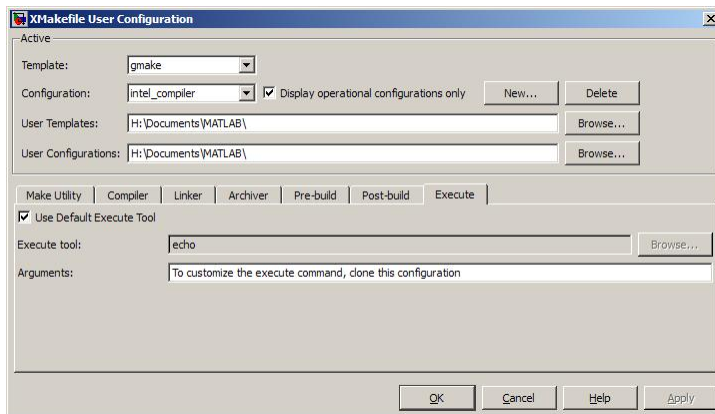 XMakefile User Configuration
Active
Template: gmake
Configuration: intel_compiler Display operational configurations only New... Delete
User Templates: H:\Documents\MATLAB\ Browse...
User Configurations: H:\Documents\MATLAB\ Browse...
Make Utility Compiler Linker Archiver Pre-build Post-build Execute
Use Default Execute Tool
Execute tool: echo Browse...
Arguments: To customize the execute command, clone this configuration
OK Cancel Help Apply